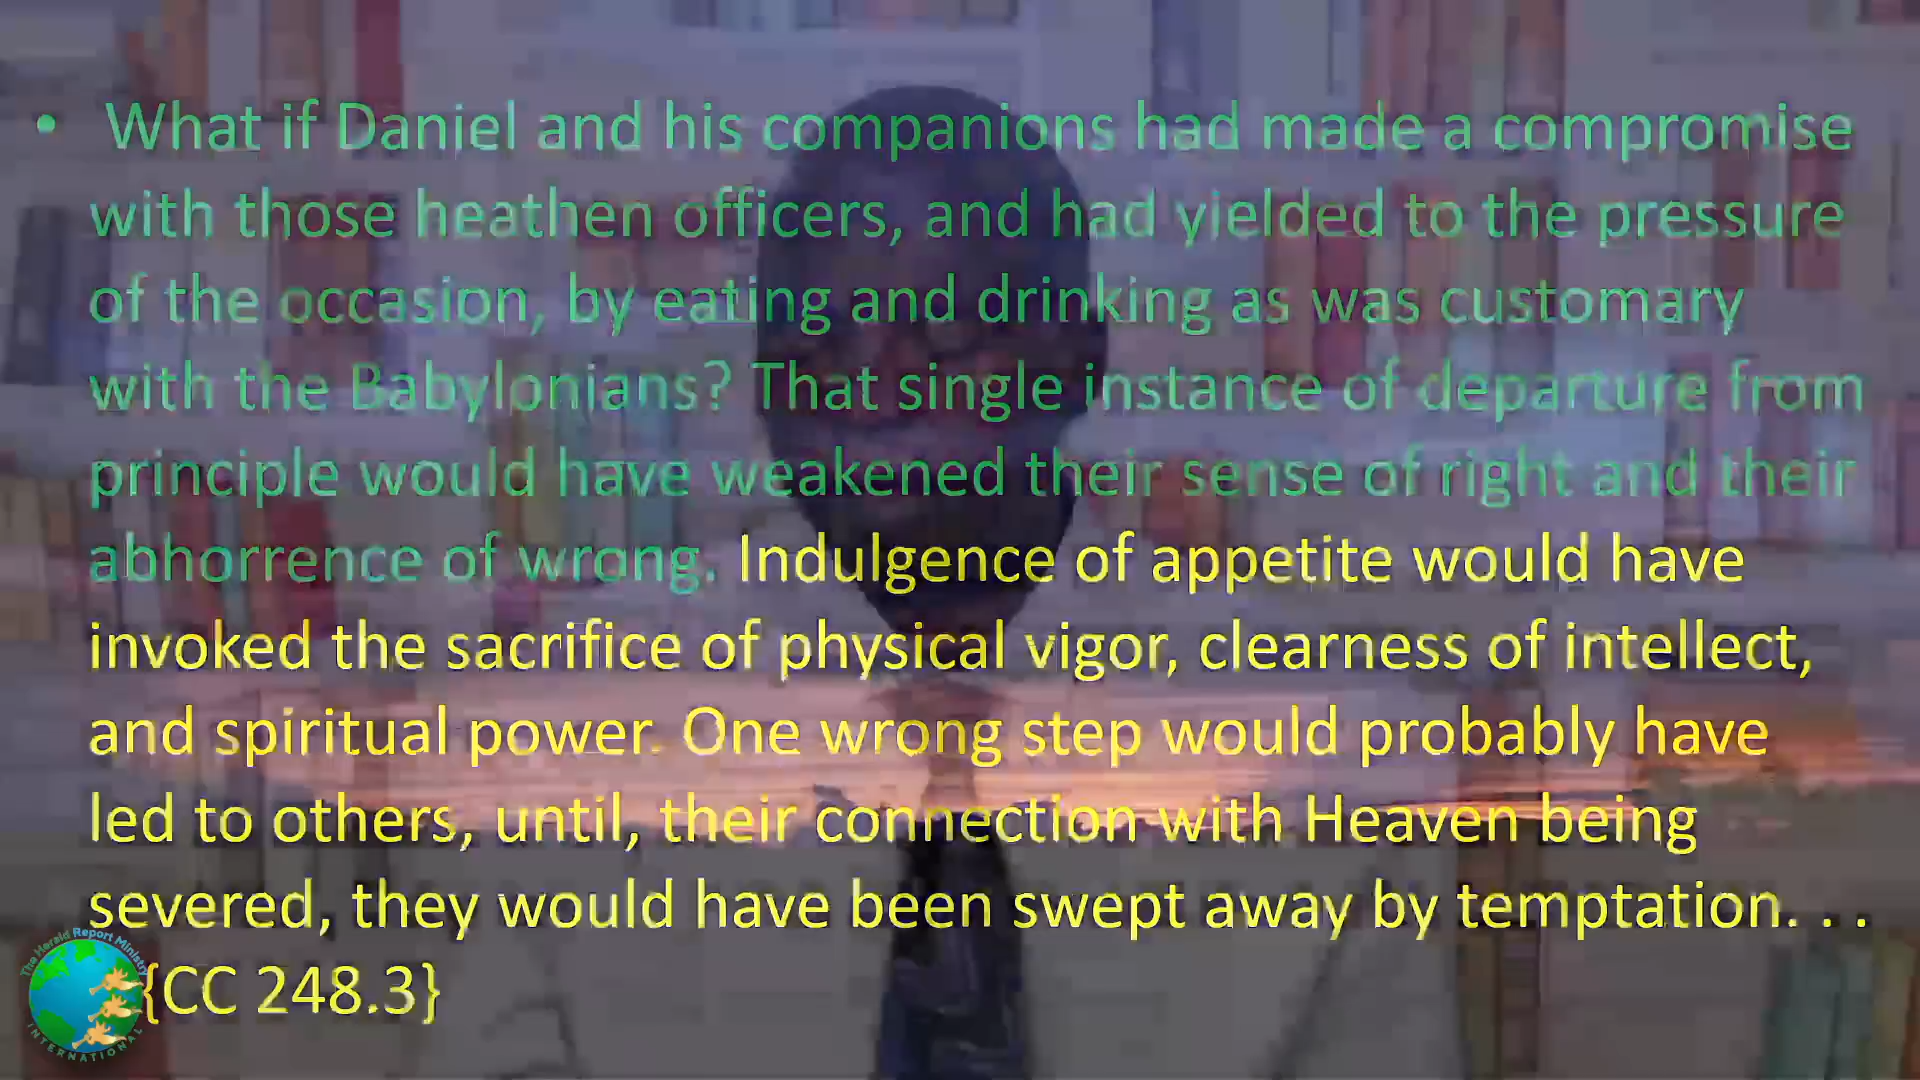 • What if Daniel and his companions had made a compromise
with those heathen officers, and had yielded to the pressure
of the occasion, by eating and drinking as was customary
with the Babylonians? That single instance of departure from
principle would have weakened their sense of right and their
abhorrence of wrong. Indulgence of appetite would have
invoked the sacrifice of physical vigor, clearness of intellect,
and spiritual power. One wrong step would probably have
led to others, until, their connection with Heaven being
severed, they would have been swept away by temptation. . .
{CC 248.3}
The Herald Report Ministry
INTERNATIONAL